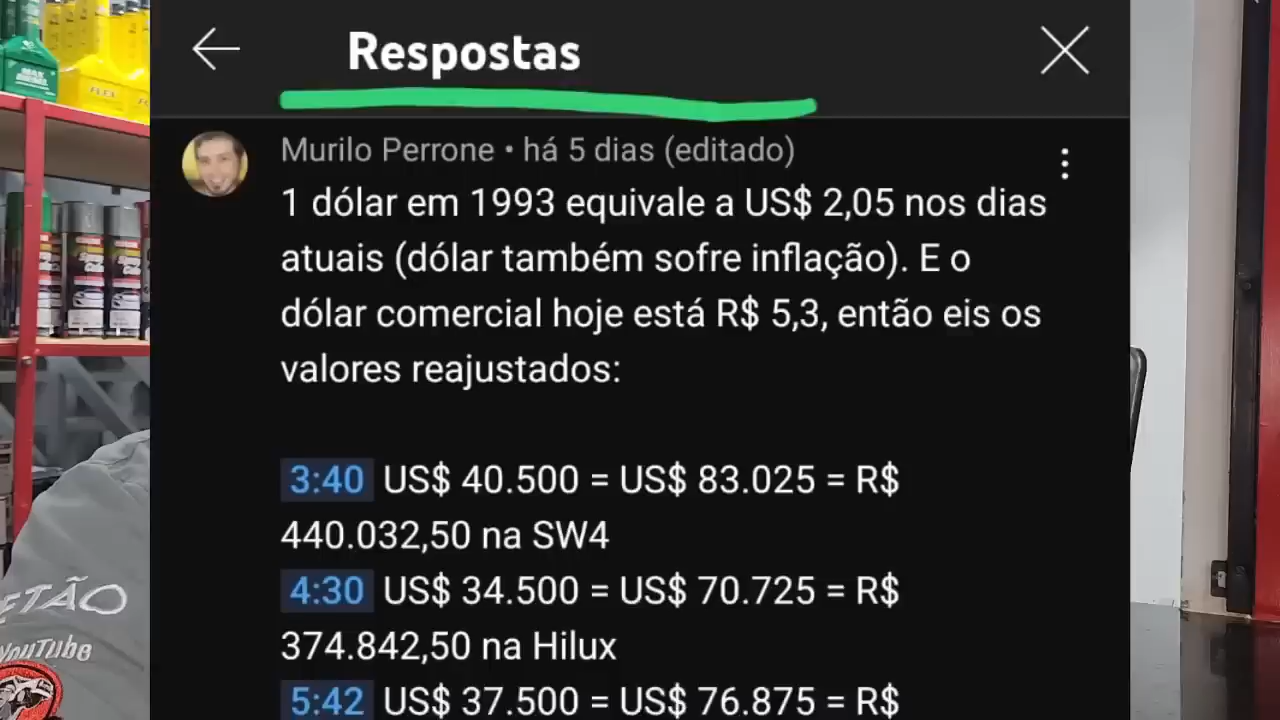 Respostas
Murilo Perrone • há 5 dias (editado)
1 dólar em 1993 equivale a US$ 2,05 nos dias
atuais (dólar também sofre inflação). E o
dólar comercial hoje está R$ 5,3, então eis os
valores reajustados:
3:40 US$ 40.500 = US$ 83.025 = R$
440.032,50 na SW4
4:30 US$ 34.500 = US$ 70.725 = R$
374.842,50 na Hilux
5:42 US$ 37.500 = US$ 76.875 = R$
FLEX
ETÃO
YouTube